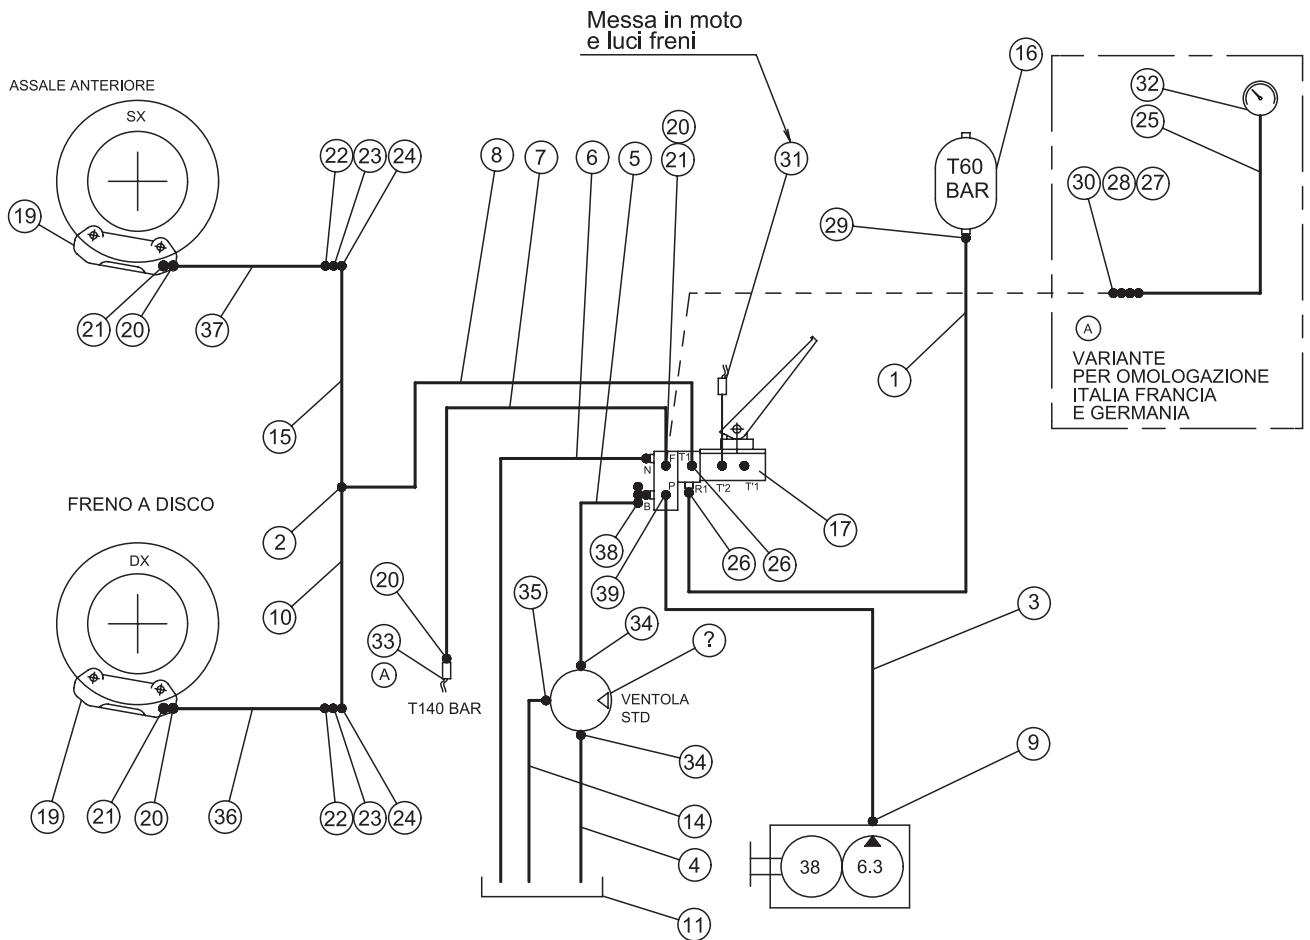 Messa in moto
e luci freni
16
ASSALE ANTERIORE
32
SX
20
25
22 23 24
8
7
6
5
21
31
T60
BAR
30 28 27
19
29
21 20
37
A
1
VARIANTE
PER OMOLOGAZIONE
ITALIA FRANCIA
E GERMANIA
15
F T1
N
FRENO A DISCO
P
R1 T'2 T'1
B
17
2
38
26 26
DX
20
35
39
10
3
34
33
?
A
T140 BAR
VENTOLA
STD
34
9
19
21
20
36
22 23 24
14
4
38
6.3
11